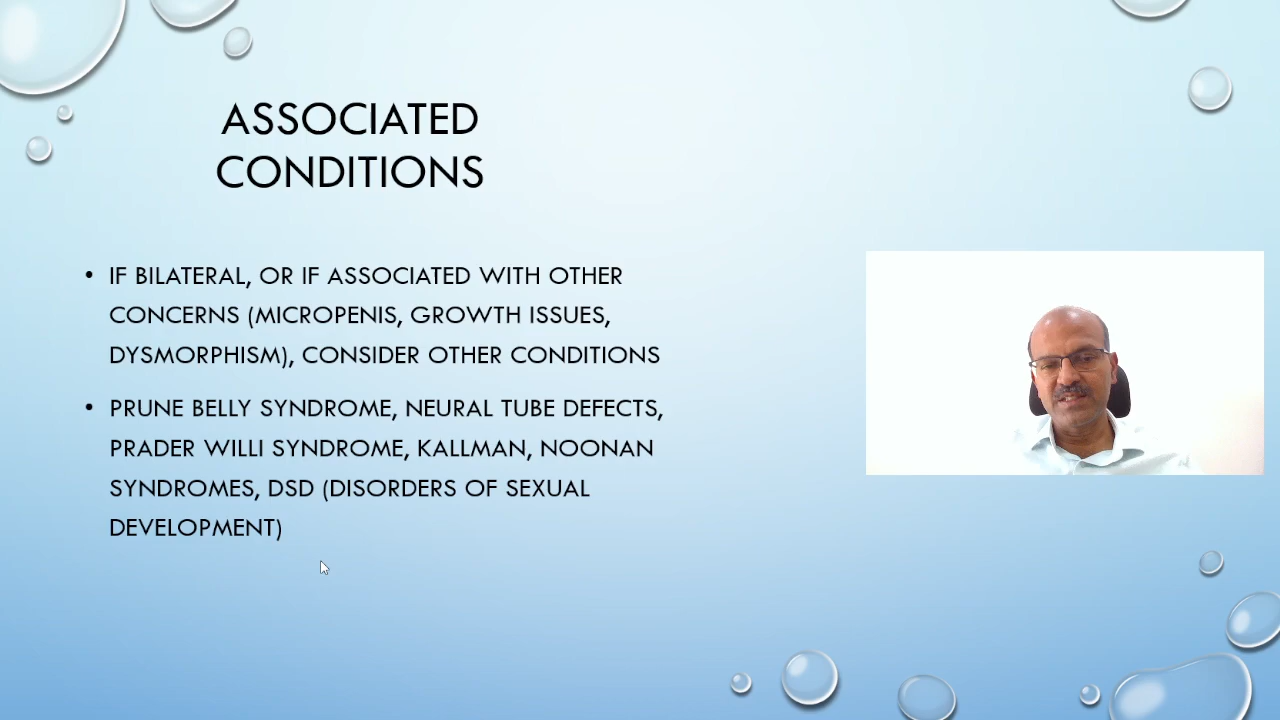 ASSOCIATED
CONDITIONS
• IF BILATERAL, OR IF ASSOCIATED WITH OTHER
CONCERNS (MICROPENIS, GROWTH ISSUES,
DYSMORPHISM), CONSIDER OTHER CONDITIONS
• PRUNE BELLY SYNDROME, NEURAL TUBE DEFECTS,
PRADER WILLI SYNDROME, KALLMAN, NOONAN
SYNDROMES, DSD (DISORDERS OF SEXUAL
DEVELOPMENT)